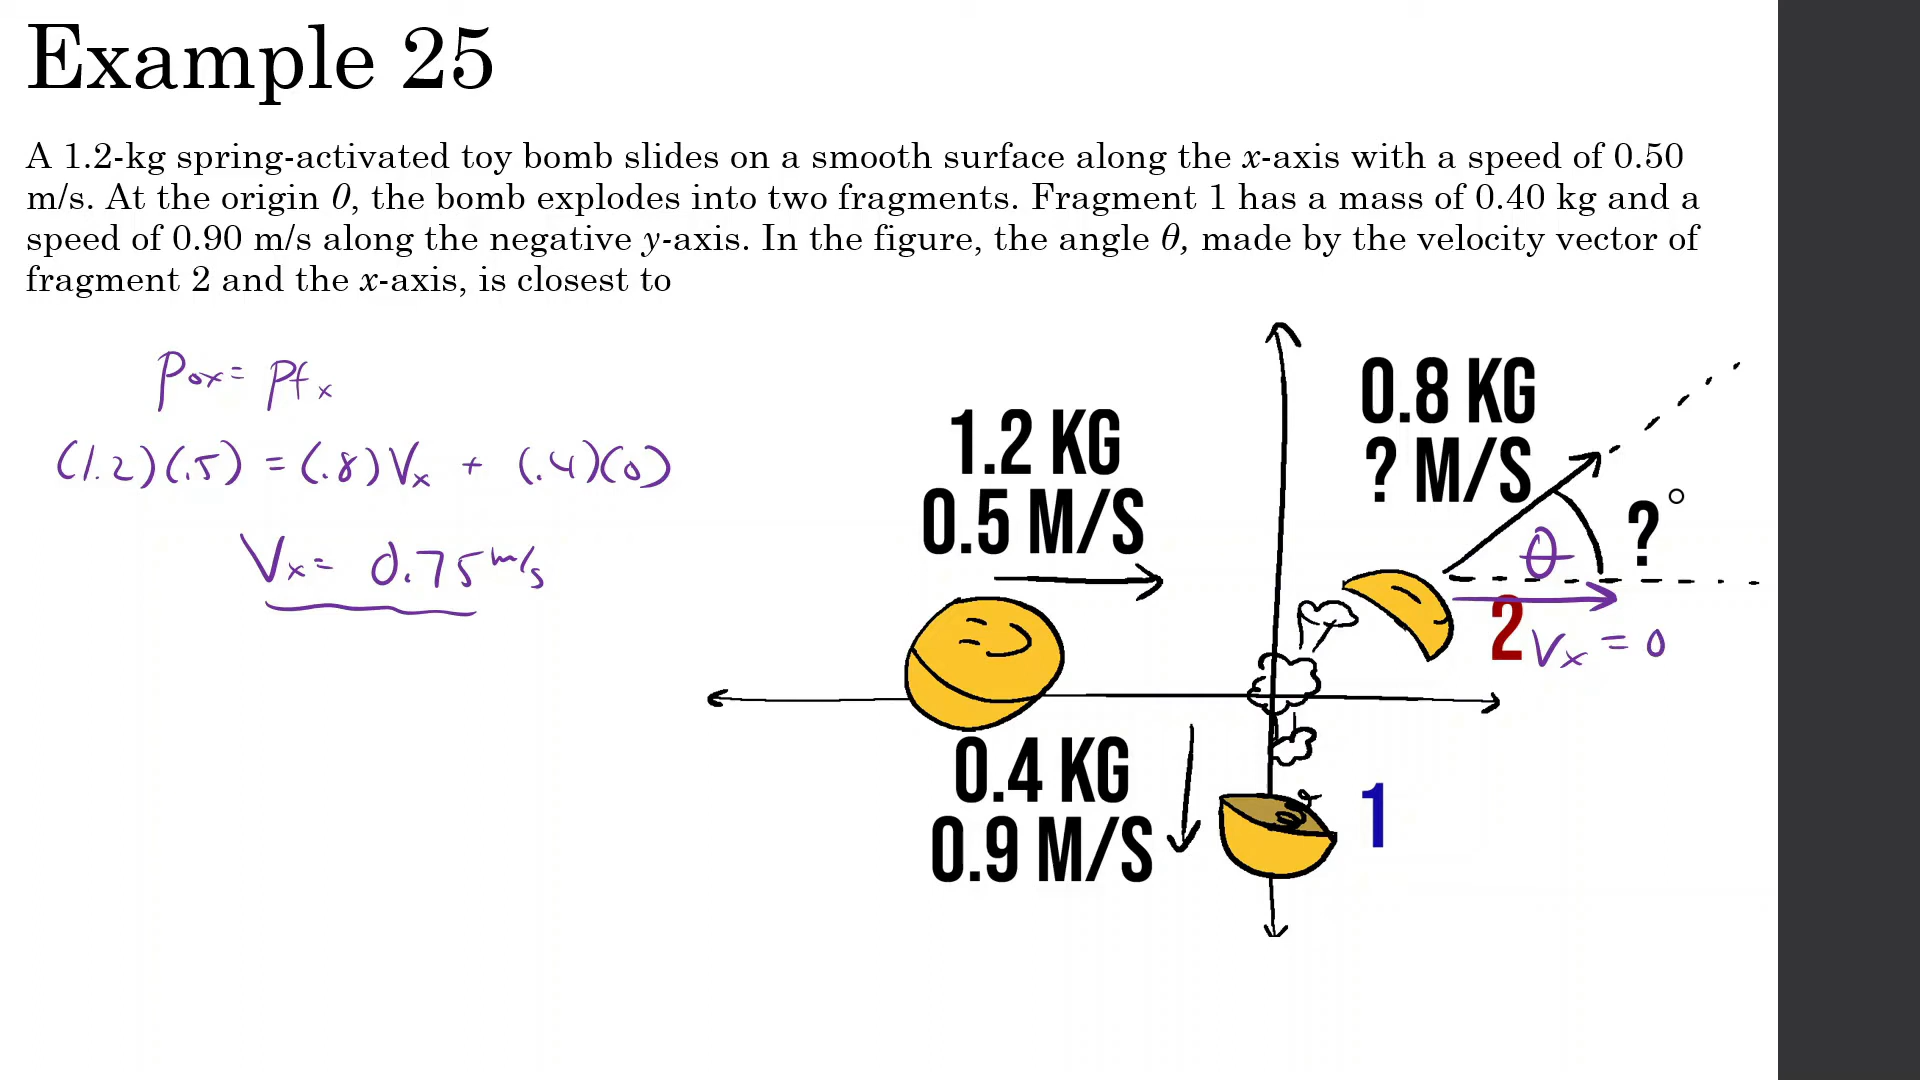 Example 25
A 1.2-kg spring-activated toy bomb slides on a smooth surface along the x-axis with a speed of 0.50
m/s. At the origin 0, the bomb explodes into two fragments. Fragment 1 has a mass of 0.40 kg and a
speed of 0.90 m/s along the negative y-axis. In the figure, the angle θ, made by the velocity vector of
fragment 2 and the x-axis, is closest to
Pox = Pfx
(1.2)(.5) = (.8)Vx + (.4)(0)
Vx = 0.75 m/s
1.2 KG
0.5 M/S
0.8 KG
? M/S
?°
θ
2
Vx = 0
0.4 KG
0.9 M/S
1